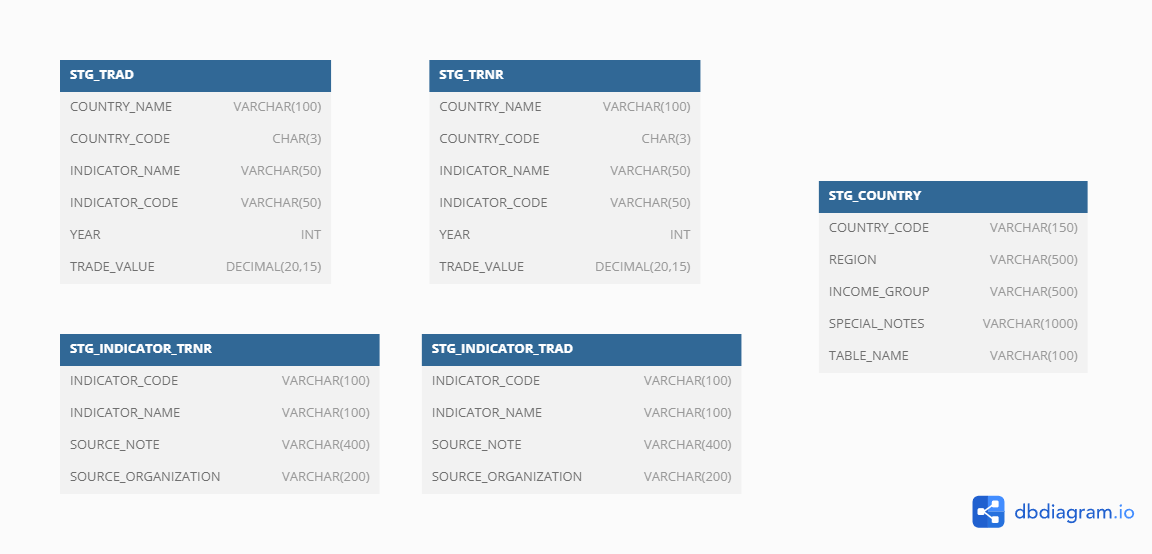 STG_TRAD
COUNTRY_NAME VARCHAR(100)
COUNTRY_CODE CHAR(3)
INDICATOR_NAME VARCHAR(50)
INDICATOR_CODE VARCHAR(50)
YEAR INT
TRADE_VALUE DECIMAL(20,15)
STG_TRNR
COUNTRY_NAME VARCHAR(100)
COUNTRY_CODE CHAR(3)
INDICATOR_NAME VARCHAR(50)
INDICATOR_CODE VARCHAR(50)
YEAR INT
TRADE_VALUE DECIMAL(20,15)
STG_COUNTRY
COUNTRY_CODE VARCHAR(150)
REGION VARCHAR(500)
INCOME_GROUP VARCHAR(500)
SPECIAL_NOTES VARCHAR(1000)
TABLE_NAME VARCHAR(100)
STG_INDICATOR_TRNR
INDICATOR_CODE VARCHAR(100)
INDICATOR_NAME VARCHAR(100)
SOURCE_NOTE VARCHAR(400)
SOURCE_ORGANIZATION VARCHAR(200)
STG_INDICATOR_TRAD
INDICATOR_CODE VARCHAR(100)
INDICATOR_NAME VARCHAR(100)
SOURCE_NOTE VARCHAR(400)
SOURCE_ORGANIZATION VARCHAR(200)
dbdiagram.io